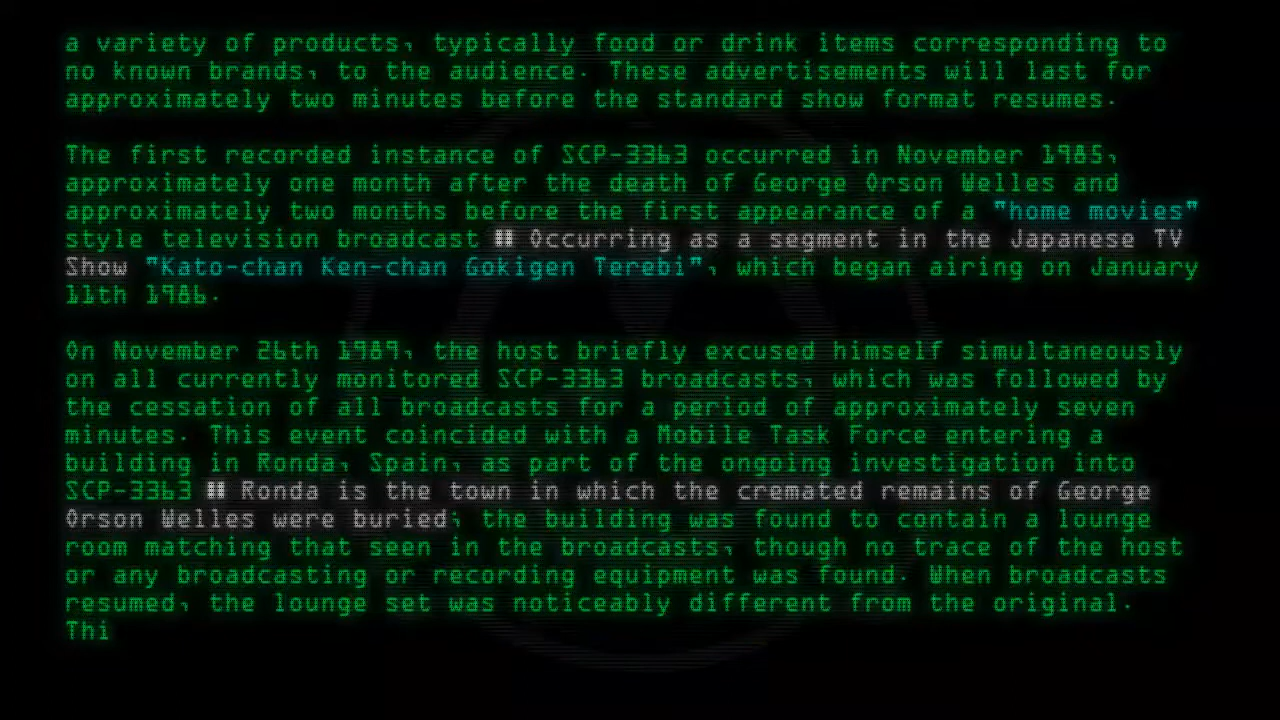 a variety of products, typically food or drink items corresponding to
no known brands, to the audience. These advertisements will last for
approximately two minutes before the standard show format resumes.
The first recorded instance of SCP-3363 occurred in November 1985,
approximately one month after the death of George Orson Welles and
approximately two months before the first appearance of a "home movies"
style television broadcast ⌗ Occurring as a segment in the Japanese TV
Show "Kato-chan Ken-chan Gokigen Terebi", which began airing on January
11th 1986.
On November 26th 1989, the host briefly excused himself simultaneously
on all currently monitored SCP-3363 broadcasts, which was followed by
the cessation of all broadcasts for a period of approximately seven
minutes. This event coincided with a Mobile Task Force entering a
building in Ronda, Spain, as part of the ongoing investigation into
SCP-3363 ⌗ Ronda is the town in which the cremated remains of George
Orson Welles were buried; the building was found to contain a lounge
room matching that seen in the broadcasts, though no trace of the host
or any broadcasting or recording equipment was found. When broadcasts
resumed, the lounge set was noticeably different from the original.
Thi